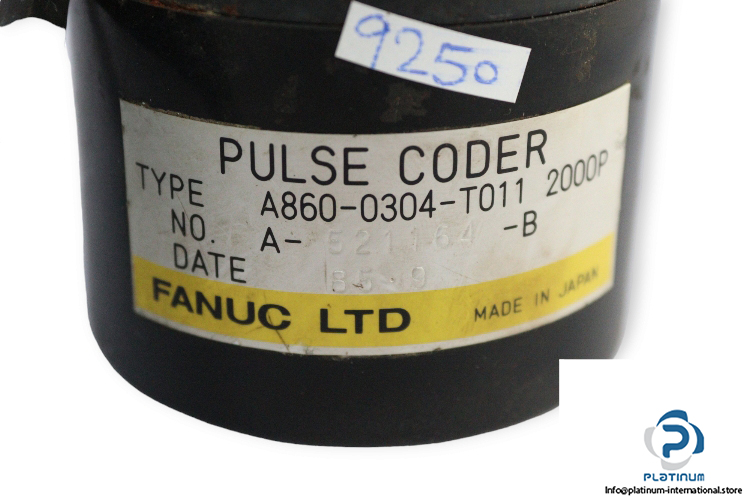 9250
PULSE CODER
TYPE A860-0304-T011 2000P
NO. A- 521164 -B
DATE
FANUC LTD MADE IN JAPAN
PLATINUM
Info@platinum-international.store